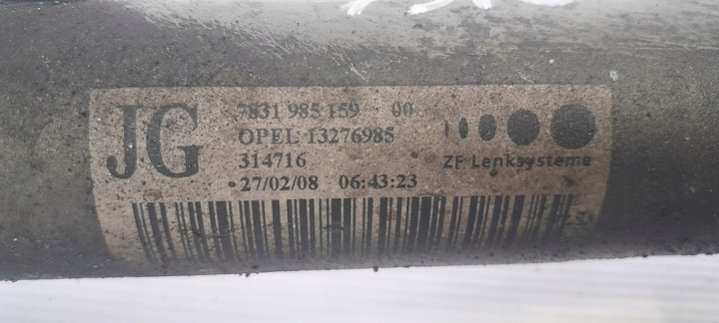 JG
7831 985 159 00
OPEL 13276985
314716
27/02/08 06:43:23
ZF Lenksysteme